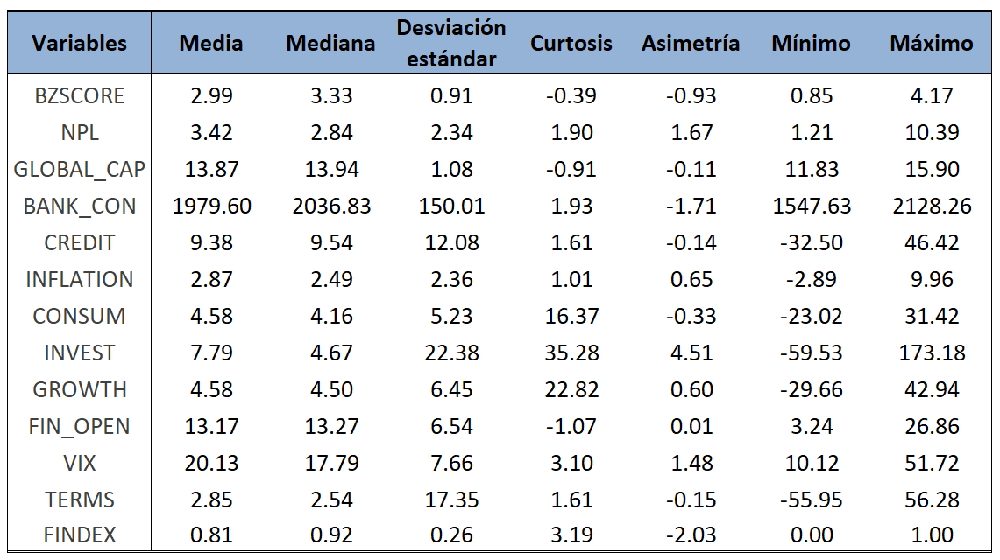 Variables Media Mediana Desviación estándar Curtosis Asimetría Mínimo Máximo
BZSCORE 2.99 3.33 0.91 -0.39 -0.93 0.85 4.17
NPL 3.42 2.84 2.34 1.90 1.67 1.21 10.39
GLOBAL_CAP 13.87 13.94 1.08 -0.91 -0.11 11.83 15.90
BANK_CON 1979.60 2036.83 150.01 1.93 -1.71 1547.63 2128.26
CREDIT 9.38 9.54 12.08 1.61 -0.14 -32.50 46.42
INFLATION 2.87 2.49 2.36 1.01 0.65 -2.89 9.96
CONSUM 4.58 4.16 5.23 16.37 -0.33 -23.02 31.42
INVEST 7.79 4.67 22.38 35.28 4.51 -59.53 173.18
GROWTH 4.58 4.50 6.45 22.82 0.60 -29.66 42.94
FIN_OPEN 13.17 13.27 6.54 -1.07 0.01 3.24 26.86
VIX 20.13 17.79 7.66 3.10 1.48 10.12 51.72
TERMS 2.85 2.54 17.35 1.61 -0.15 -55.95 56.28
FINDEX 0.81 0.92 0.26 3.19 -2.03 0.00 1.00